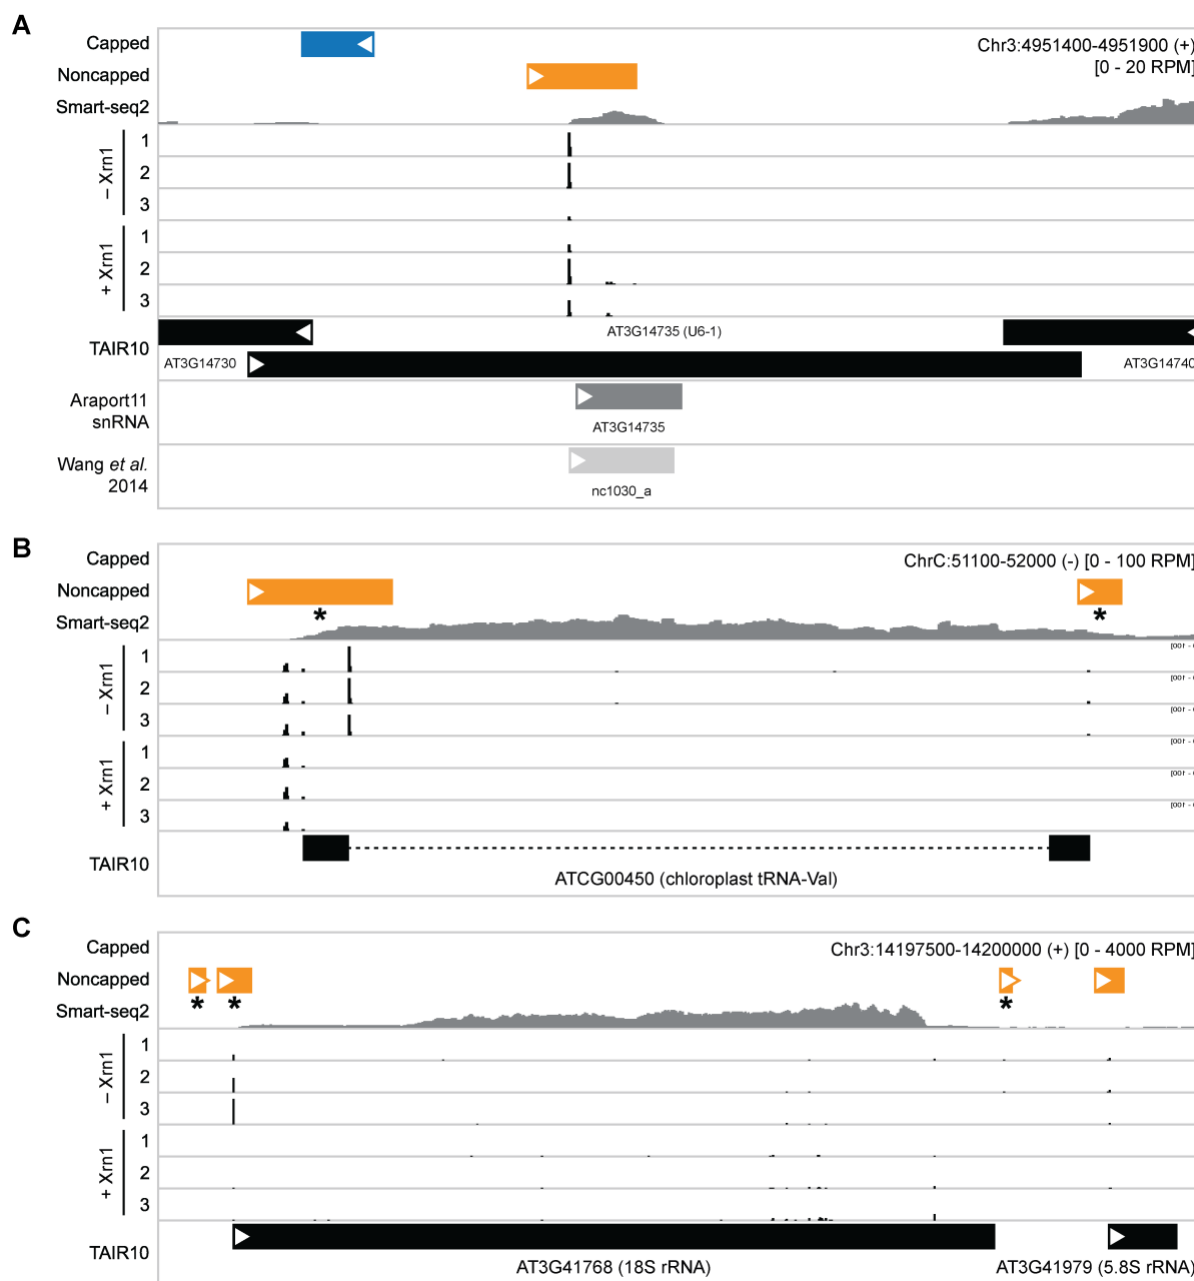 A
Capped
Chr3:4951400-4951900 (+)
Noncapped
[0 - 20 RPM]
Smart-seq2
– Xrn1
1
2
3
+ Xrn1
1
2
3
TAIR10
AT3G14735 (U6-1)
AT3G14730
AT3G14740
Araport11
snRNA
AT3G14735
Wang et al.
2014
nc1030_a
B
Capped
ChrC:51100-52000 (-) [0 - 100 RPM]
Noncapped
*
*
Smart-seq2
– Xrn1
1
2
3
+ Xrn1
1
2
3
TAIR10
ATCG00450 (chloroplast tRNA-Val)
C
Capped
Chr3:14197500-14200000 (+) [0 - 4000 RPM]
Noncapped
* * *
Smart-seq2
– Xrn1
1
2
3
+ Xrn1
1
2
3
TAIR10
AT3G41768 (18S rRNA)
AT3G41979 (5.8S rRNA)